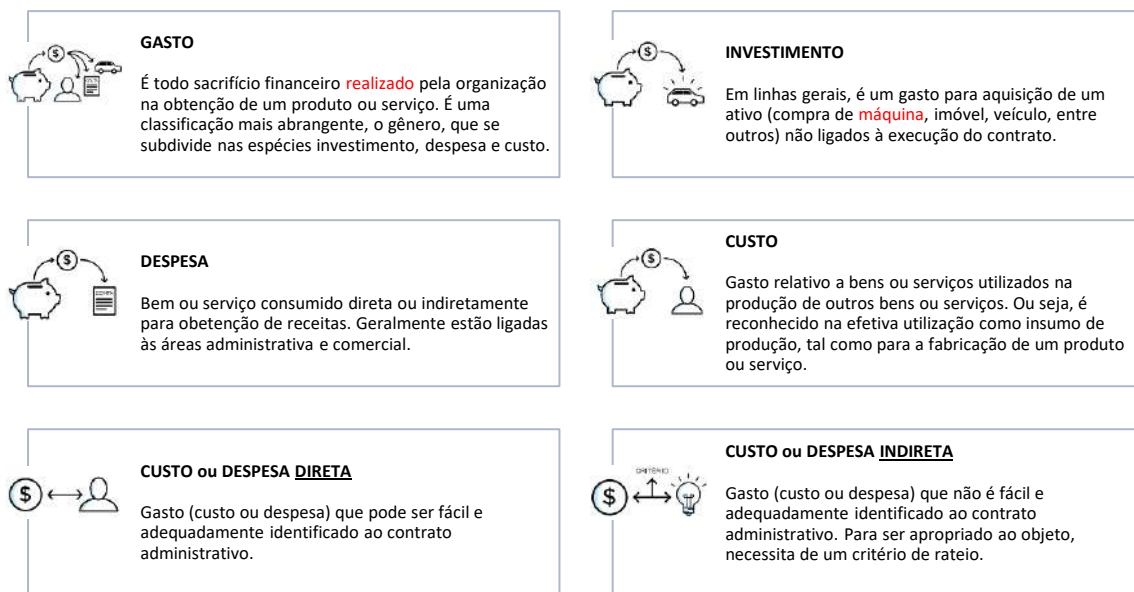 GASTO
É todo sacrifício financeiro realizado pela organização
na obtenção de um produto ou serviço. É uma
classificação mais abrangente, o gênero, que se
subdivide nas espécies investimento, despesa e custo.
INVESTIMENTO
Em linhas gerais, é um gasto para aquisição de um
ativo (compra de máquina, imóvel, veículo, entre
outros) não ligados à execução do contrato.
DESPESA
Bem ou serviço consumido direta ou indiretamente
para obetenção de receitas. Geralmente estão ligadas
às áreas administrativa e comercial.
CUSTO
Gasto relativo a bens ou serviços utilizados na
produção de outros bens ou serviços. Ou seja, é
reconhecido na efetiva utilização como insumo de
produção, tal como para a fabricação de um produto
ou serviço.
CUSTO ou DESPESA DIRETA
Gasto (custo ou despesa) que pode ser fácil e
adequadamente identificado ao contrato
administrativo.
CRITÉRIO
CUSTO ou DESPESA INDIRETA
Gasto (custo ou despesa) que não é fácil e
adequadamente identificado ao contrato
administrativo. Para ser apropriado ao objeto,
necessita de um critério de rateio.